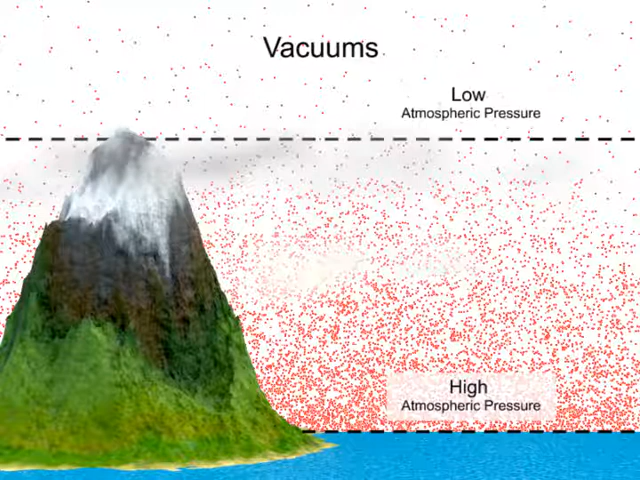 Vacuums
Low
Atmospheric Pressure
High
Atmospheric Pressure